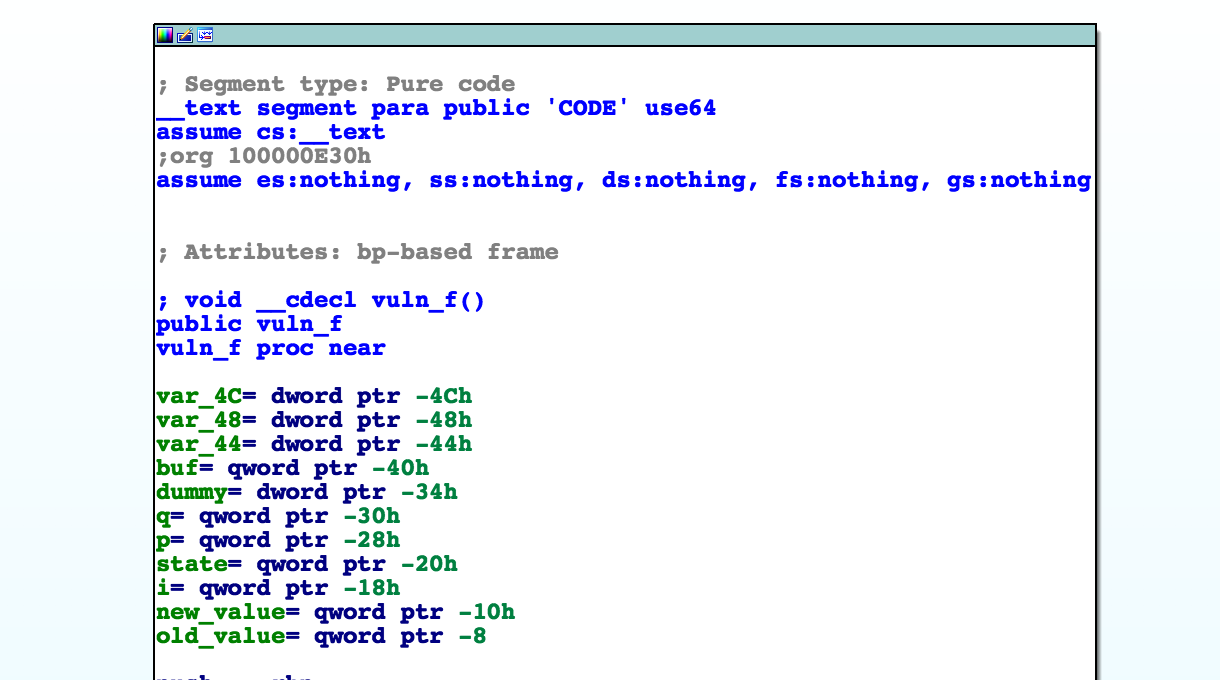 ; Segment type: Pure code
__text segment para public 'CODE' use64
assume cs:__text
;org 100000E30h
assume es:nothing, ss:nothing, ds:nothing, fs:nothing, gs:nothing
; Attributes: bp-based frame
; void __cdecl vuln_f()
public vuln_f
vuln_f proc near
var_4C= dword ptr -4Ch
var_48= dword ptr -48h
var_44= dword ptr -44h
buf= qword ptr -40h
dummy= dword ptr -34h
q= qword ptr -30h
p= qword ptr -28h
state= qword ptr -20h
i= qword ptr -18h
new_value= qword ptr -10h
old_value= qword ptr -8